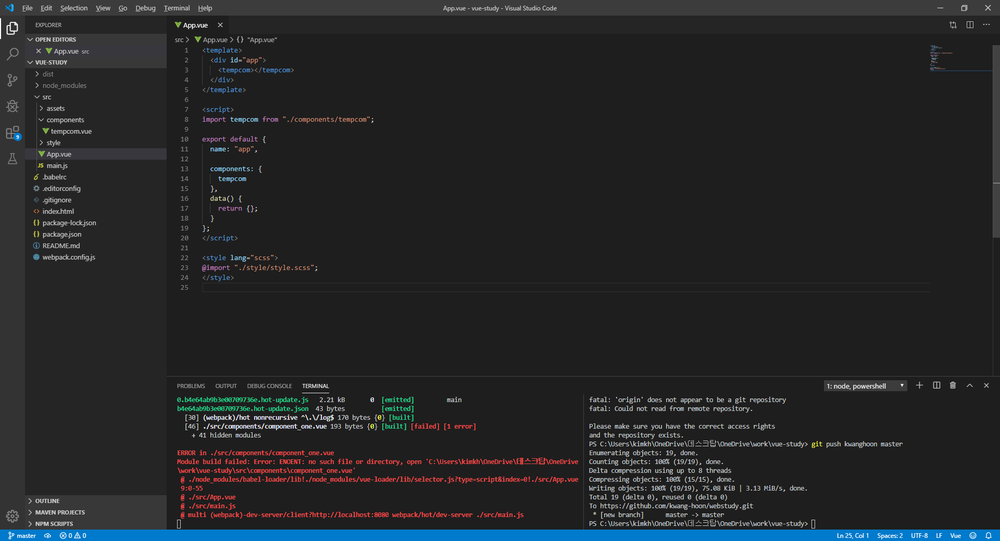 File Edit Selection View Go Debug Terminal Help
App.vue - vue-study - Visual Studio Code
EXPLORER
OPEN EDITORS
App.vue src
VUE-STUDY
dist
node_modules
src
assets
components
tempcom.vue
style
App.vue
JS main.js
.babelrc
.editorconfig
.gitignore
index.html
package-lock.json
package.json
README.md
webpack.config.js
OUTLINE
MAVEN PROJECTS
NPM SCRIPTS
9
App.vue
src > App.vue > {} "App.vue"
1 <template>
2 <div id="app">
3 <tempcom></tempcom>
4 </div>
5 </template>
6
7 <script>
8 import tempcom from "./components/tempcom";
9
10 export default {
11 name: "app",
12
13 components: {
14 tempcom
15 },
16 data() {
17 return {};
18 }
19 };
20 </script>
21
22 <style lang="scss">
23 @import "./style/style.scss";
24 </style>
25
PROBLEMS OUTPUT DEBUG CONSOLE TERMINAL
1: node, powershell
0.b4e64ab9b3e00709736e.hot-update.js 2.21 kB 0 [emitted] main
b4e64ab9b3e00709736e.hot-update.json 43 bytes [emitted]
[30] (webpack)/hot nonrecursive ^\.\/log$ 170 bytes {0} [built]
[46] ./src/components/component_one.vue 193 bytes {0} [built] [failed] [1 error]
+ 41 hidden modules
ERROR in ./src/components/component_one.vue
Module build failed: Error: ENOENT: no such file or directory, open 'C:\Users\kimkh\OneDrive\데스크탑\OneDrive
\work\vue-study\src\components\component_one.vue'
@ ./node_modules/babel-loader/lib!./node_modules/vue-loader/lib/selector.js?type=script&index=0!./src/App.vue
9:0-55
@ ./src/App.vue
@ ./src/main.js
@ multi (webpack)-dev-server/client?http://localhost:8080 webpack/hot/dev-server ./src/main.js
fatal: 'origin' does not appear to be a git repository
fatal: Could not read from remote repository.
Please make sure you have the correct access rights
and the repository exists.
PS C:\Users\kimkh\OneDrive\데스크탑\OneDrive\work\vue-study> git push kwanghoon master
Enumerating objects: 19, done.
Counting objects: 100% (19/19), done.
Delta compression using up to 8 threads
Compressing objects: 100% (15/15), done.
Writing objects: 100% (19/19), 75.08 KiB | 3.13 MiB/s, done.
Total 19 (delta 0), reused 0 (delta 0)
To https://github.com/kwang-hoon/webstudy.git
* [new branch] master -> master
PS C:\Users\kimkh\OneDrive\데스크탑\OneDrive\work\vue-study>
master 0 0
Ln 25, Col 1 Spaces: 2 UTF-8 LF Vue